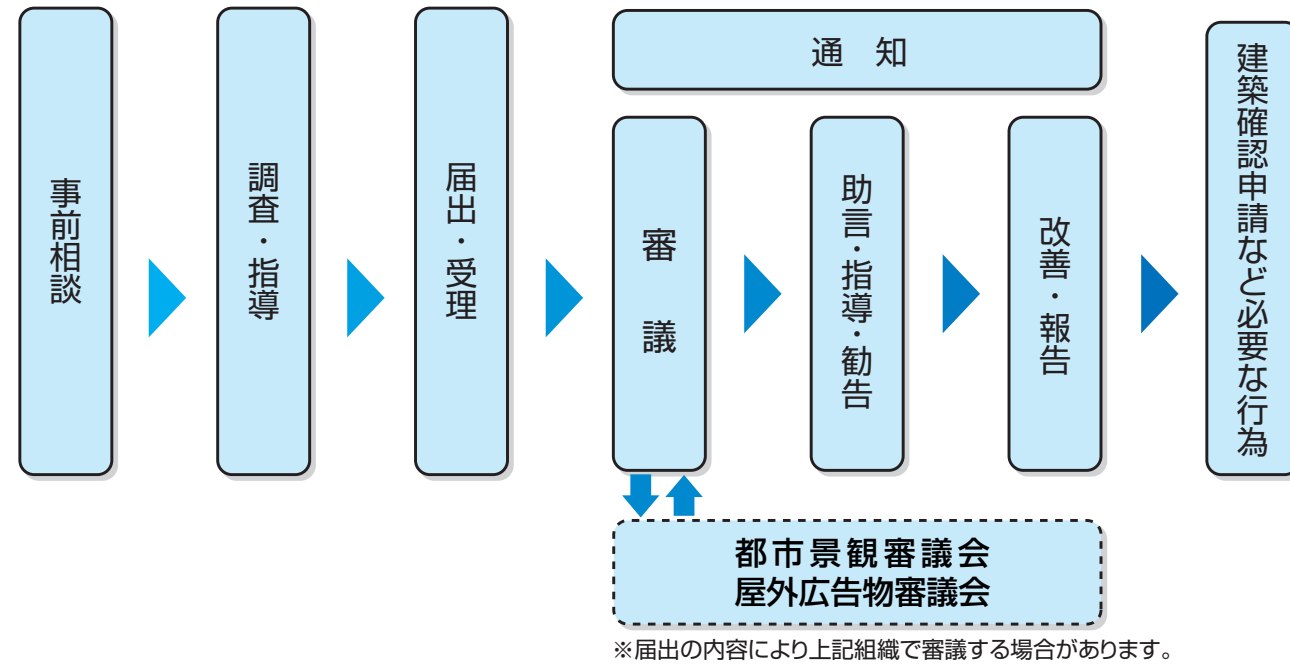 事前相談
調査・指導
届出・受理
通 知
審 議
助言・指導・勧告
改善・報告
建築確認申請など必要な行為
都市景観審議会
屋外広告物審議会
※届出の内容により上記組織で審議する場合があります。